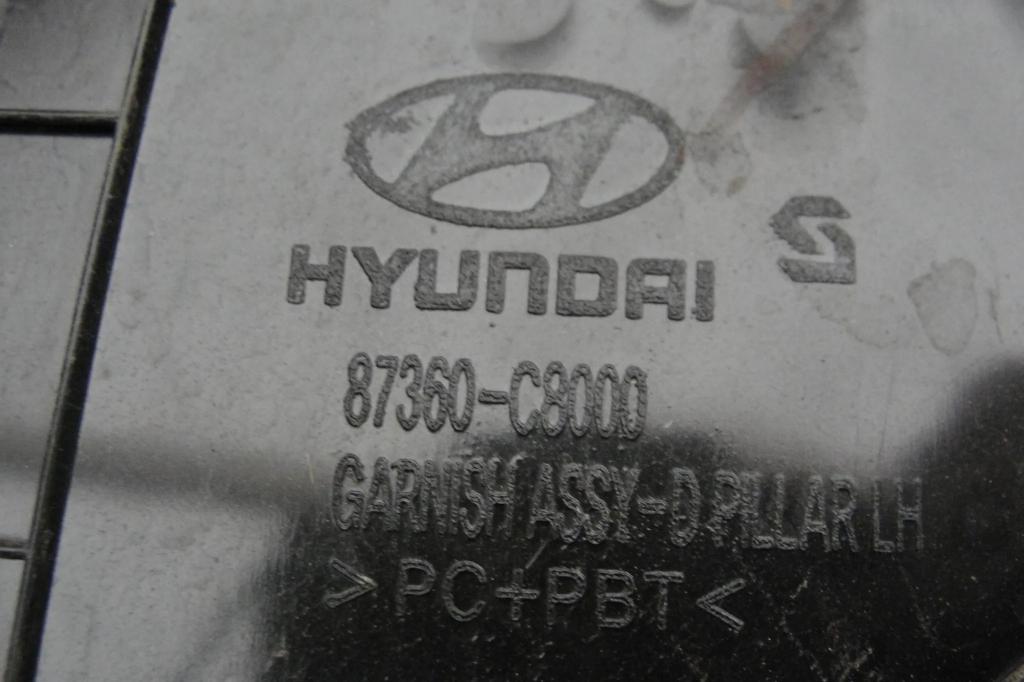 HYUNDAI
S
87360-C8000
GARNISH ASSY-D PILLAR LH
>PC+PBT<